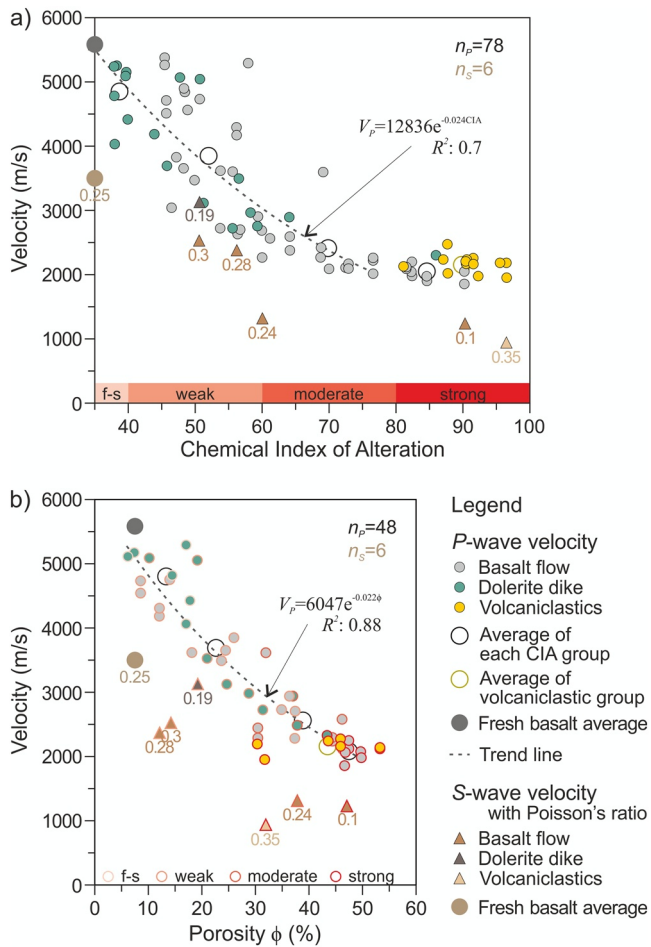 a)
6000
5000
4000
3000
2000
1000
0
Velocity (m/s)
n_P=78
n_S=6
V_P=12836e^-0.024CIA
R²: 0.7
0.25
0.19
0.3
0.28
0.24
0.1
0.35
f-s weak moderate strong
40 50 60 70 80 90 100
Chemical Index of Alteration
b)
6000
5000
4000
3000
2000
1000
0
Velocity (m/s)
n_P=48
n_S=6
V_P=6047e^-0.022ϕ
R²: 0.88
0.25
0.19
0.3
0.28
0.24
0.1
0.35
f-s weak moderate strong
0 10 20 30 40 50 60
Porosity ϕ (%)
Legend
P-wave velocity
Basalt flow
Dolerite dike
Volcaniclastics
Average of
each CIA group
Average of
volcaniclastic group
Fresh basalt average
Trend line
S-wave velocity
with Poisson's ratio
Basalt flow
Dolerite dike
Volcaniclastics
Fresh basalt average